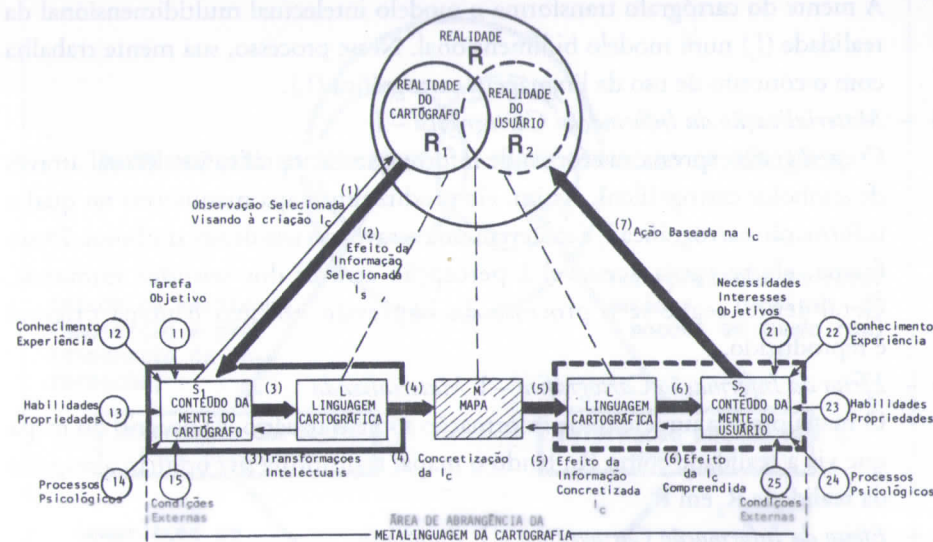 A mente do cartógrafo transforma o modelo intelectual multidimensional da
REALIDADE
R
REALIDADE
DO
CARTÓGRAFO
R1
REALIDADE
DO
USUÁRIO
R2
(1)
Observação Selecionada
Visando à criação Ic
(2)
Efeito da
Informação
Selecionada
Is
(7) Ação Baseada na Ic
Tarefa
Objetivo
Necessidades
Interesses
Objetivos
Conhecimento
Experiência
12
11
21
22
Conhecimento
Experiência
Habilidades
Propriedades
13
S1
CONTEÚDO DA
MENTE DO
CARTÓGRAFO
(3)
L
LINGUAGEM
CARTOGRÁFICA
(4)
M
MAPA
(5)
L
LINGUAGEM
CARTOGRÁFICA
(6)
S2
CONTEÚDO DA
MENTE DO
USUÁRIO
23
Habilidades
Propriedades
Processos
Psicológicos
14
15
Condições
Externas
(3)Transformações
Intelectuais
(4) Concretização
da Ic
(5) Efeito da
Informação
Concretizada
Ic
(6) Efeito
da Ic
Compreendida
25
Condições
Externas
24
Processos
Psicológicos
ÁREA DE ABRANGÊNCIA DA
METALINGUAGEM DA CARTOGRAFIA